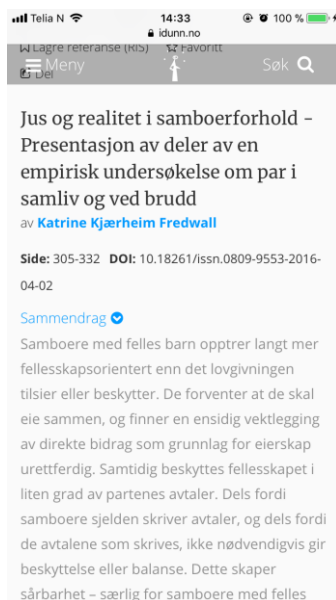 Telia N 14:33 100 %
idunn.no
Lagre referanse (RIS) Favoritt
Del
Meny Søk
Jus og realitet i samboerforhold -
Presentasjon av deler av en
empirisk undersøkelse om par i
samliv og ved brudd
av Katrine Kjærheim Fredwall
Side: 305-332 DOI: 10.18261/issn.0809-9553-2016-
04-02
Sammendrag
Samboere med felles barn opptrer langt mer
fellesskapsorientert enn det lovgivningen
tilsier eller beskytter. De forventer at de skal
eie sammen, og finner en ensidig vektlegging
av direkte bidrag som grunnlag for eierskap
urettferdig. Samtidig beskyttes fellesskapet i
liten grad av partenes avtaler. Dels fordi
samboere sjelden skriver avtaler, og dels fordi
de avtalene som skrives, ikke nødvendigvis gir
beskyttelse eller balanse. Dette skaper
sårbarhet – særlig for samboere med felles